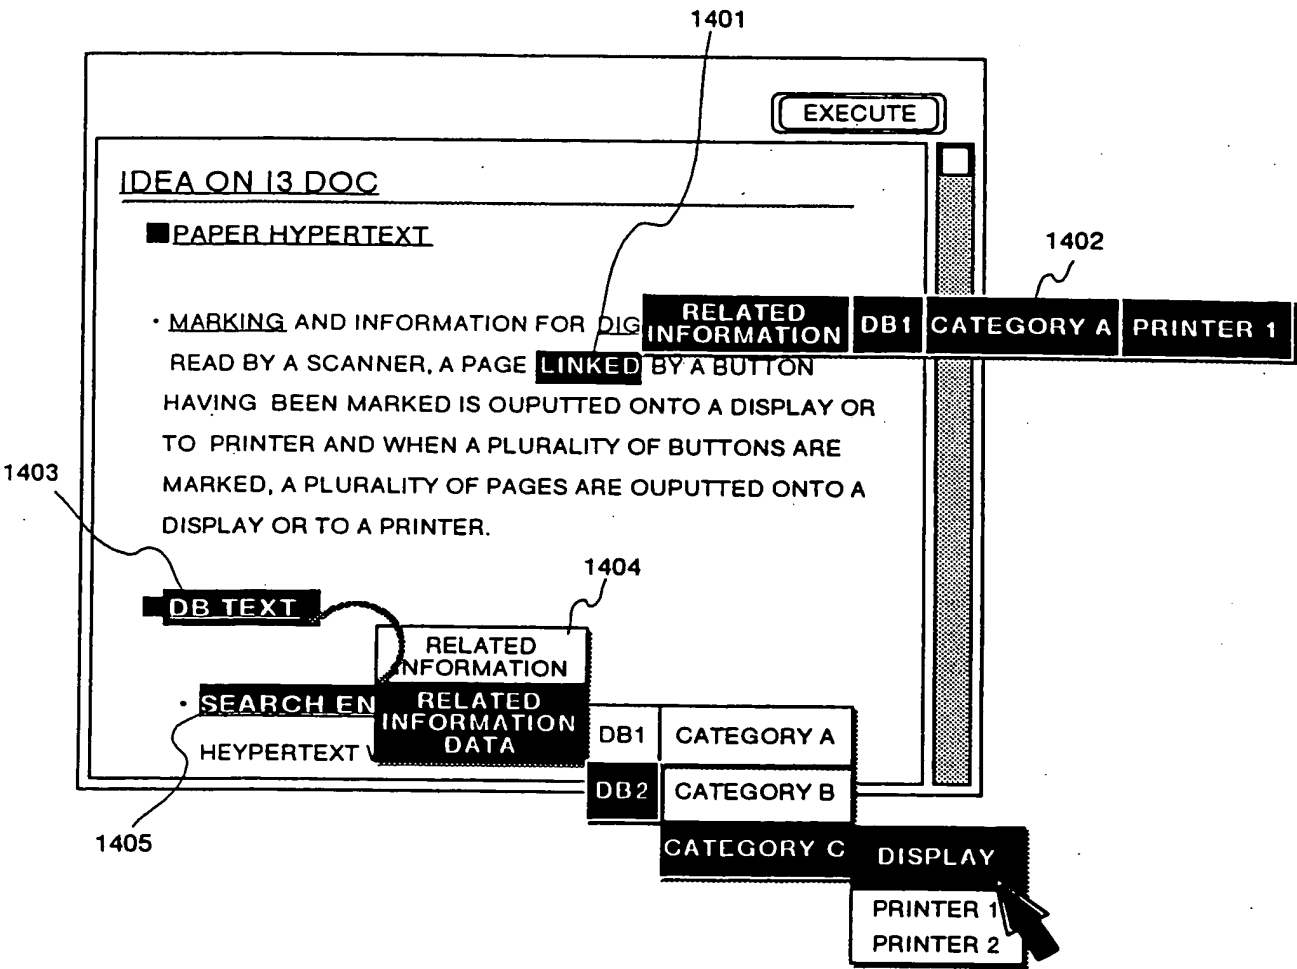 1401
EXECUTE
IDEA ON I3 DOC
PAPER HYPERTEXT
1402
• MARKING AND INFORMATION FOR DIG
RELATED INFORMATION DB1 CATEGORY A PRINTER 1
READ BY A SCANNER, A PAGE LINKED BY A BUTTON
HAVING BEEN MARKED IS OUPUTTED ONTO A DISPLAY OR
TO PRINTER AND WHEN A PLURALITY OF BUTTONS ARE
1403
MARKED, A PLURALITY OF PAGES ARE OUPUTTED ONTO A
DISPLAY OR TO A PRINTER.
1404
DB TEXT
RELATED
INFORMATION
• SEARCH EN
RELATED
INFORMATION
DATA
HEYPERTEXT
DB1 CATEGORY A
DB2 CATEGORY B
1405
CATEGORY C DISPLAY
PRINTER 1
PRINTER 2